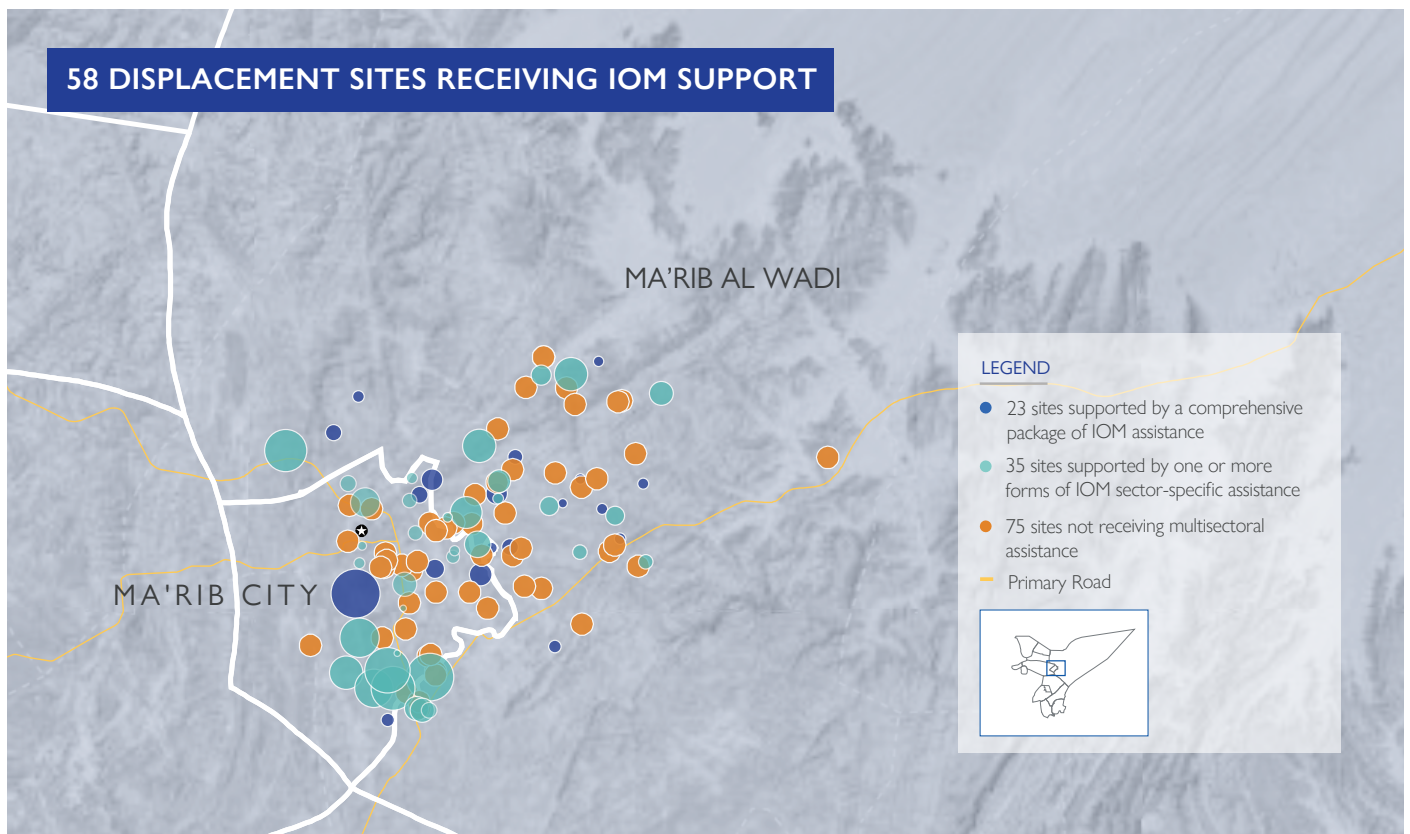 58 DISPLACEMENT SITES RECEIVING IOM SUPPORT
MA'RIB AL WADI
MA'RIB CITY
LEGEND
23 sites supported by a comprehensive
package of IOM assistance
35 sites supported by one or more
forms of IOM sector-specific assistance
75 sites not receiving multisectoral
assistance
Primary Road